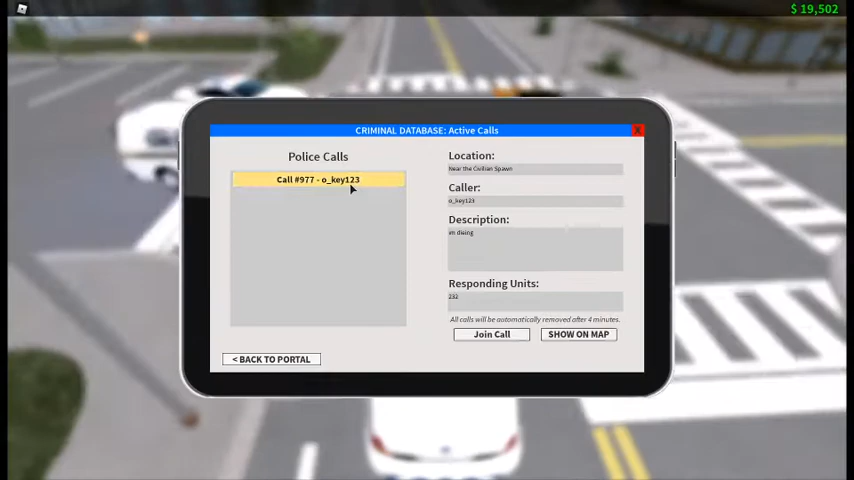 $ 19,502
CRIMINAL DATABASE: Active Calls
X
Police Calls
Call #977 - o_key123
Location:
Near the Civilian Spawn
Caller:
o_key123
Description:
im dieing
Responding Units:
232
All calls will be automatically removed after 4 minutes.
Join Call
SHOW ON MAP
< BACK TO PORTAL